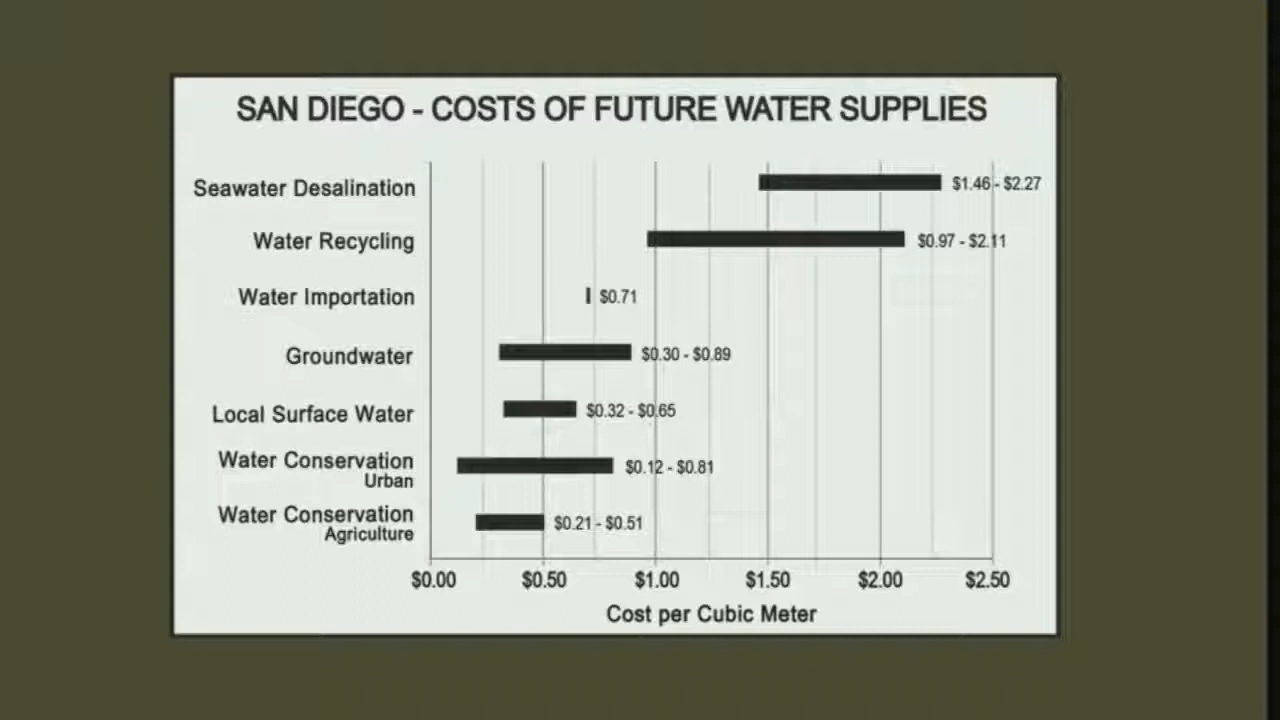 SAN DIEGO - COSTS OF FUTURE WATER SUPPLIES
Seawater Desalination
$1.46 - $2.27
Water Recycling
$0.97 - $2.11
Water Importation
$0.71
Groundwater
$0.30 - $0.89
Local Surface Water
$0.32 - $0.65
Water Conservation
Urban
$0.12 - $0.81
Water Conservation
Agriculture
$0.21 - $0.51
$0.00 $0.50 $1.00 $1.50 $2.00 $2.50
Cost per Cubic Meter